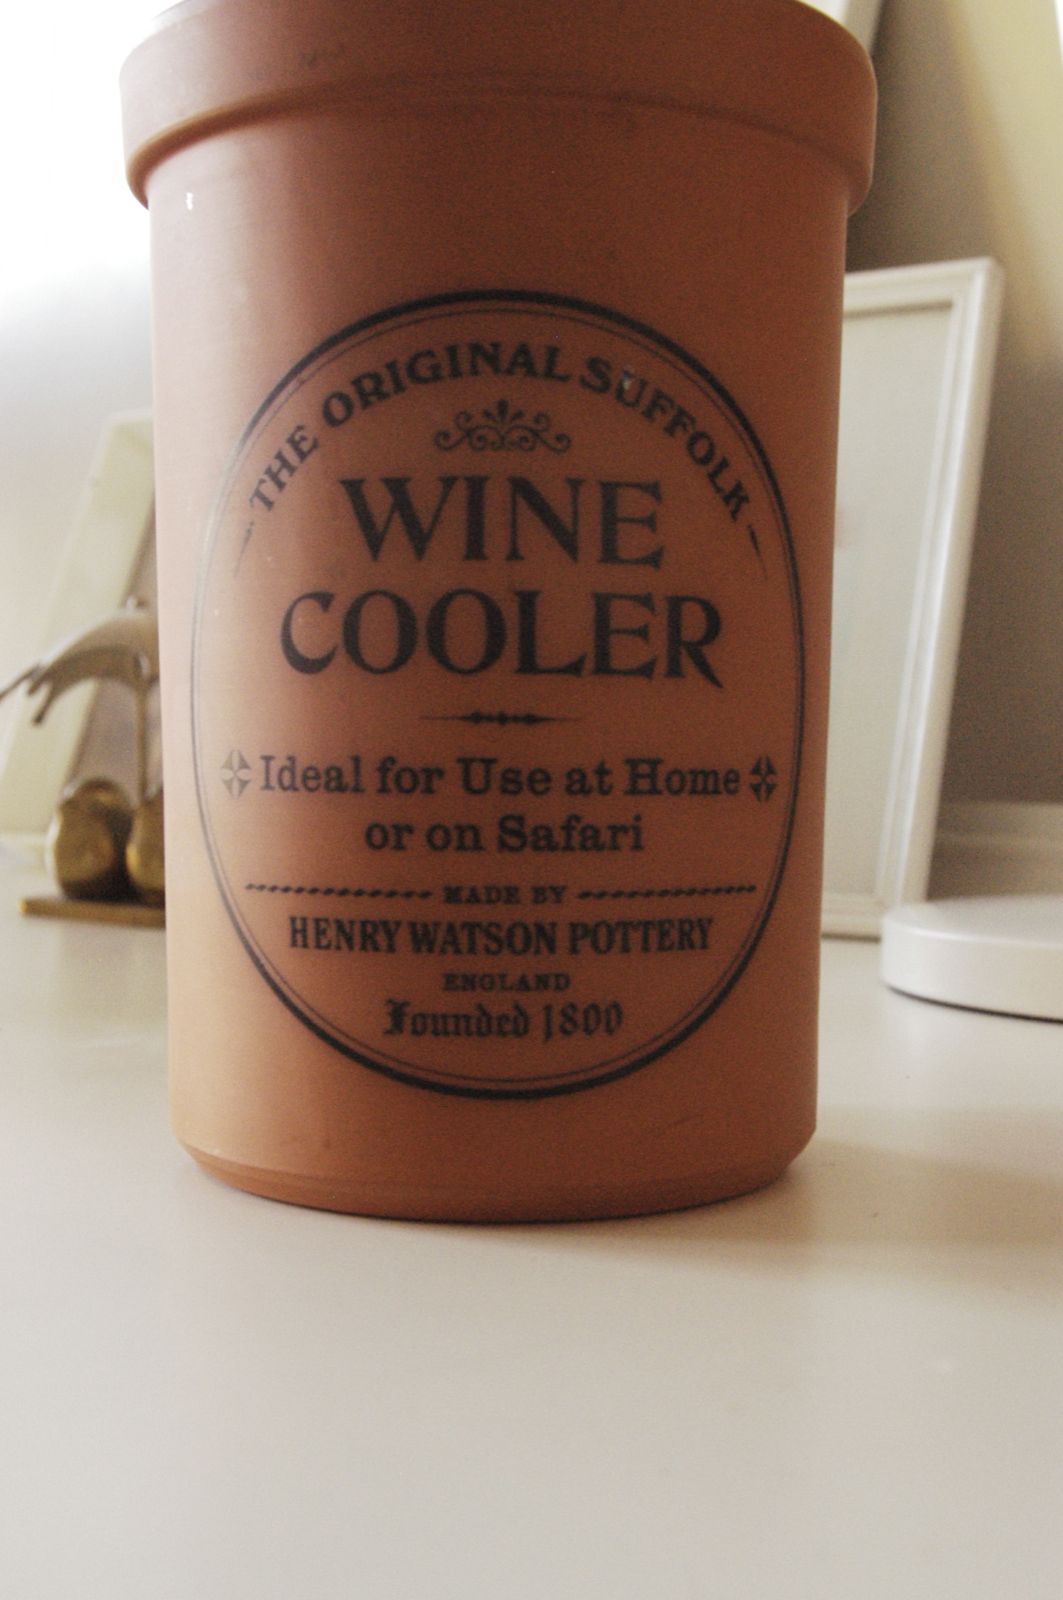 THE ORIGINAL SUFFOLK
WINE
COOLER
Ideal for Use at Home
or on Safari
MADE BY
HENRY WATSON POTTERY
ENGLAND
Founded 1800